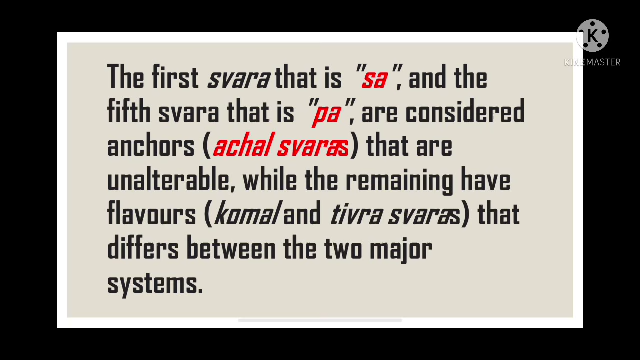 The first svara that is "sa", and the
fifth svara that is "pa", are considered
anchors (achal svaras) that are
unalterable, while the remaining have
flavours (komal and tivra svaras) that
differs between the two major
systems.
KINEMASTER